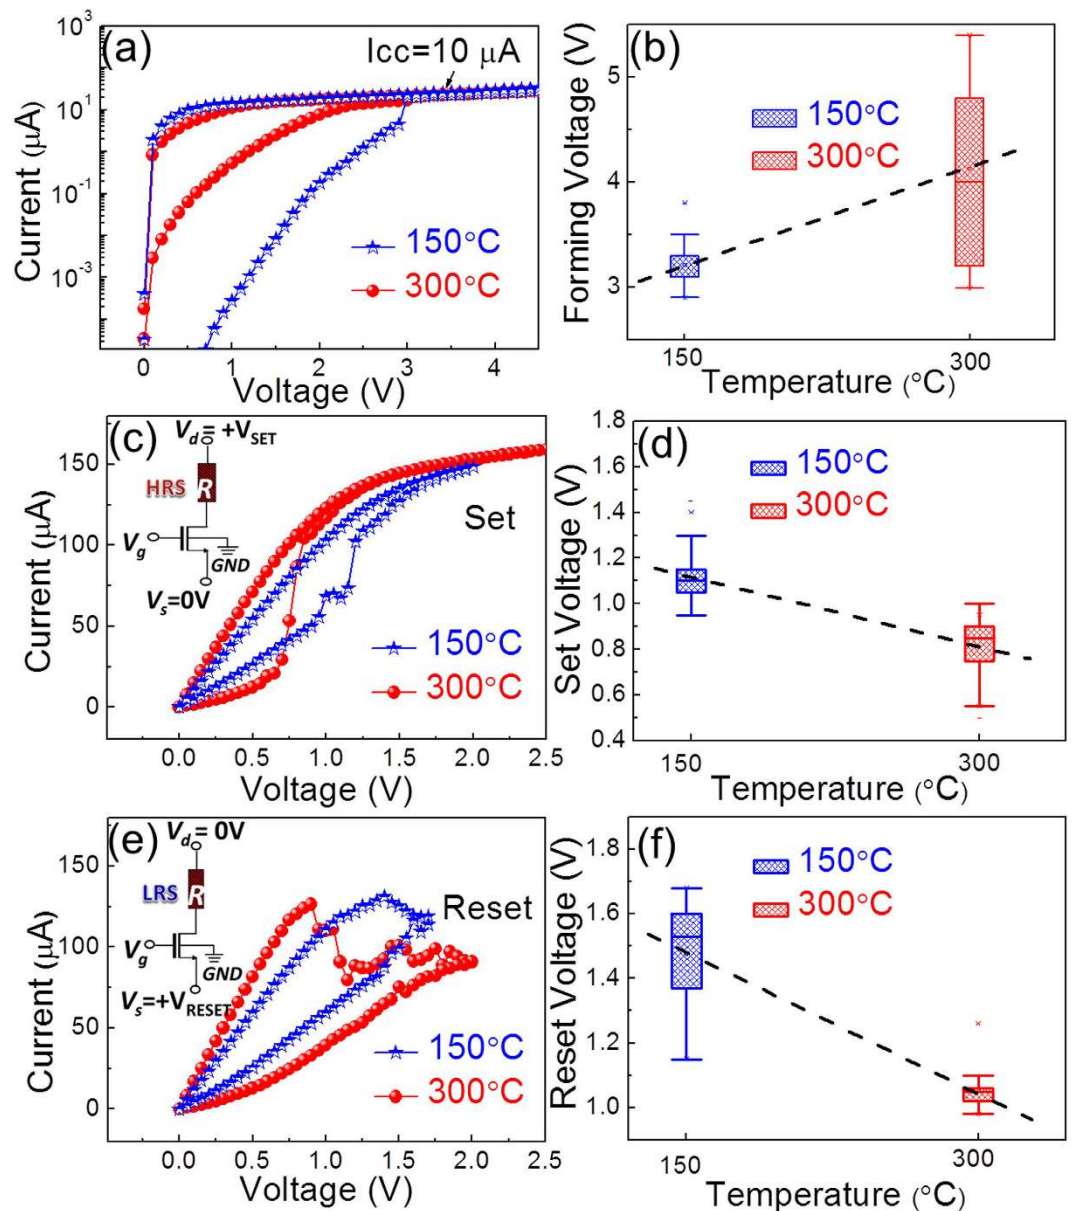 (a)
Icc=10 μA
10³
10¹
10⁻¹
10⁻³
Current (μA)
150°C
300°C
0 1 2 3 4
Voltage (V)
(b)
5
4
3
Forming Voltage (V)
150°C
300°C
150 300
Temperature (°C)
(c)
V_d = +V_SET
HRS
R
V_g
GND
V_s=0V
Set
150
100
50
0
Current (μA)
150°C
300°C
0.0 0.5 1.0 1.5 2.0 2.5
Voltage (V)
(d)
1.8
1.6
1.4
1.2
1.0
0.8
0.6
0.4
Set Voltage (V)
150°C
300°C
150 300
Temperature (°C)
(e)
V_d = 0V
LRS
R
V_g
GND
V_s=+V_RESET
Reset
150
100
50
0
Current (μA)
150°C
300°C
0.0 0.5 1.0 1.5 2.0 2.5
Voltage (V)
(f)
1.8
1.6
1.4
1.2
1.0
Reset Voltage (V)
150°C
300°C
150 300
Temperature (°C)